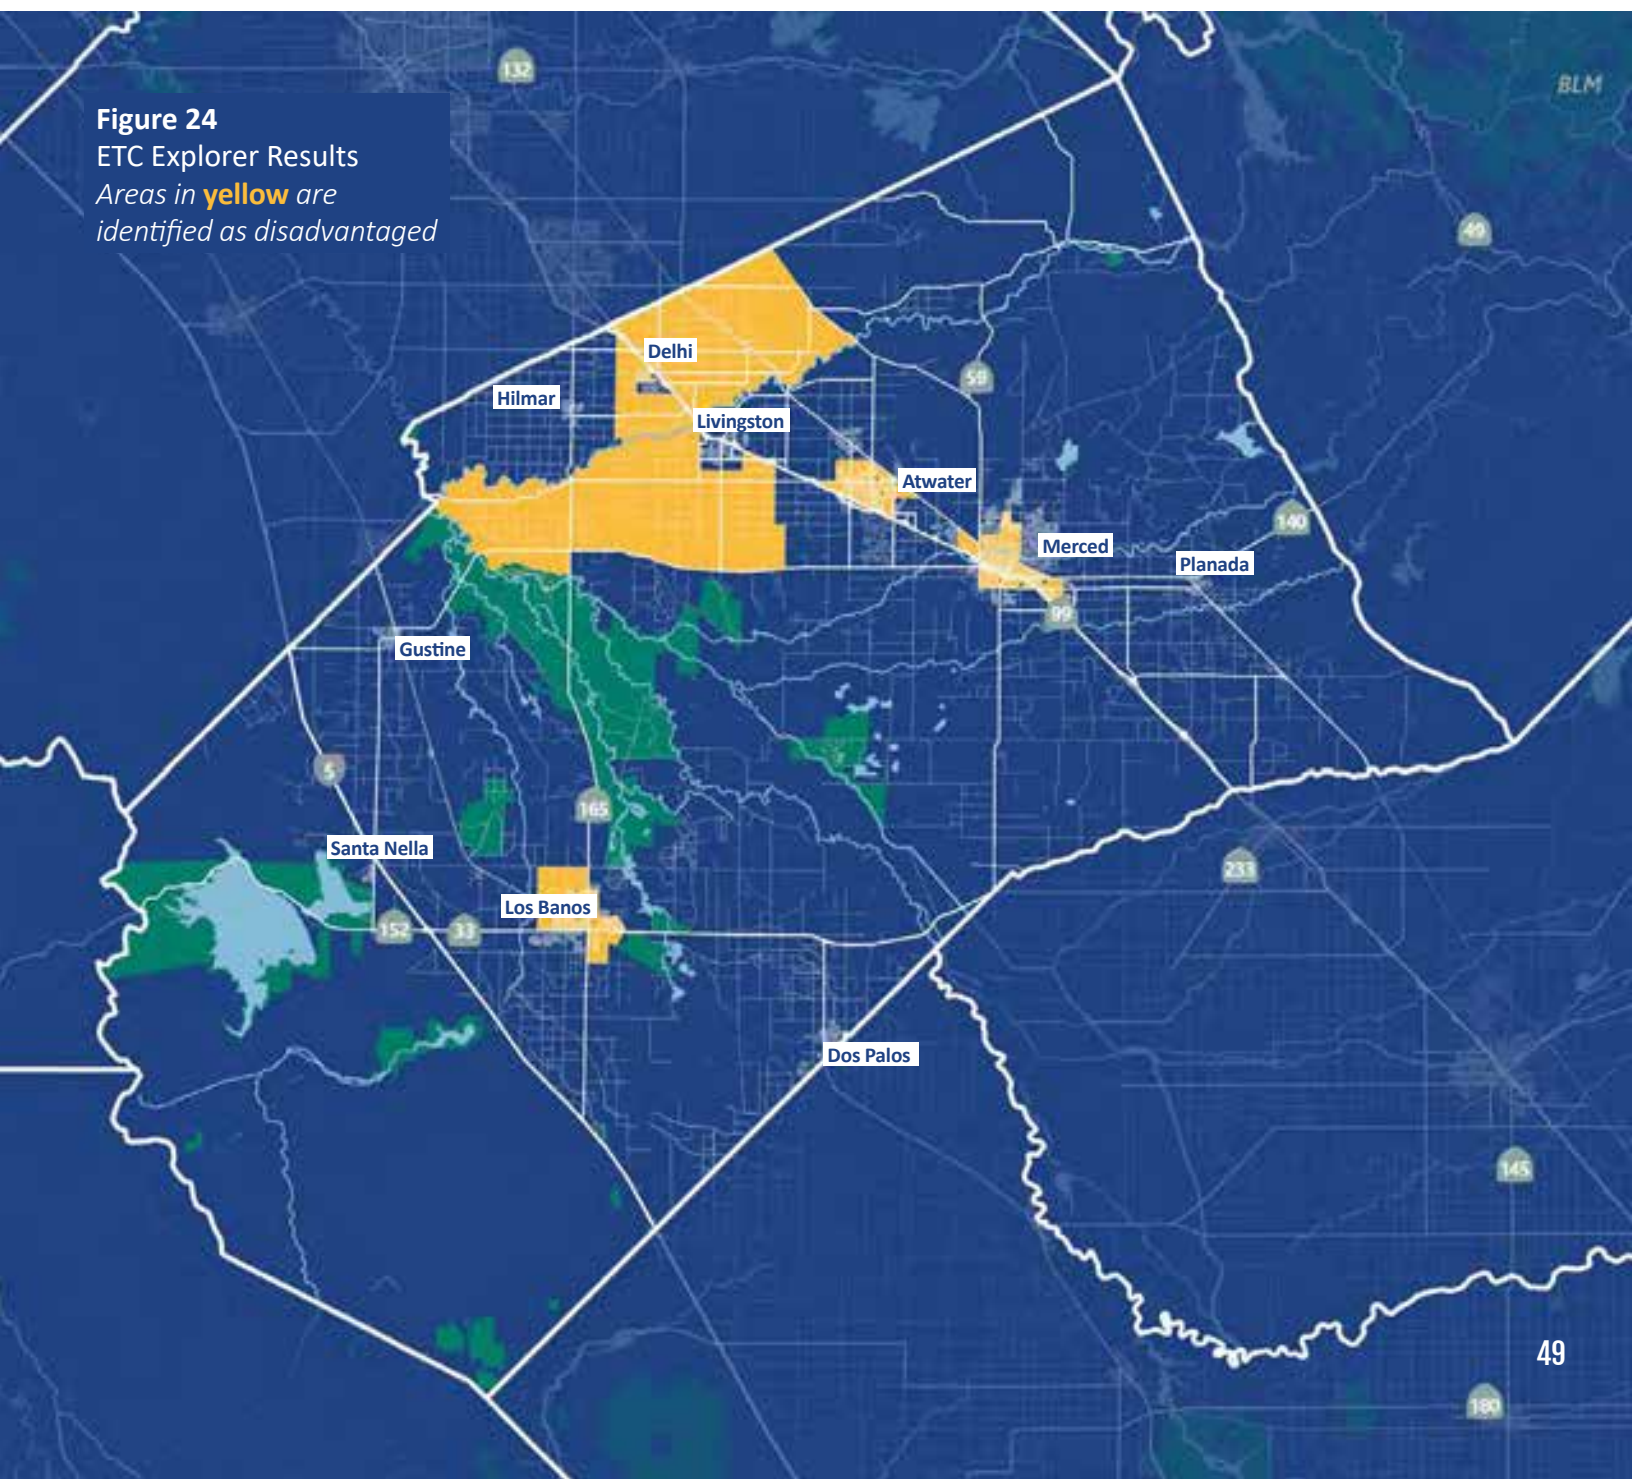 132
BLM
Figure 24
ETC Explorer Results
Areas in yellow are
identified as disadvantaged
49
Delhi
59
Hilmar
Livingston
Atwater
140
Merced
Planada
99
Gustine
5
165
Santa Nella
233
Los Banos
152
33
Dos Palos
145
49
180